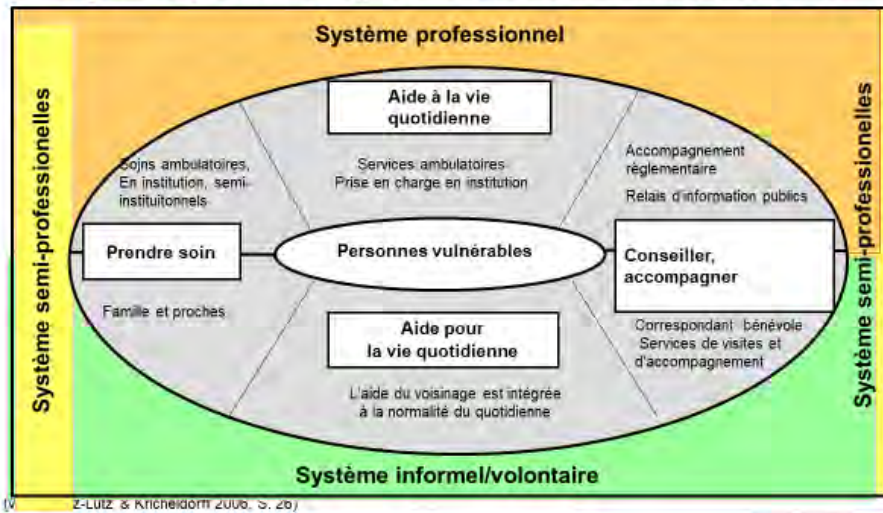 Système professionnel
Système semi-professionelles
Aide à la vie
quotidienne
Soins ambulatoires,
En institution, semi-
instituitonnels
Services ambulatoires
Prise en charge en institution
Accompagnement
règlementaire
Relais d'information publics
Prendre soin
Personnes vulnérables
Conseiller,
accompagner
Famille et proches
Aide pour
la vie quotidienne
Correspondant bénévole
Services de visites et
d'accompagnement
L'aide du voisinage est intégrée
à la normalité du quotidienne
Système semi-professionnelles
Système informel/volontaire
z-Lutz & Kricheldorff 2006, S. 26)